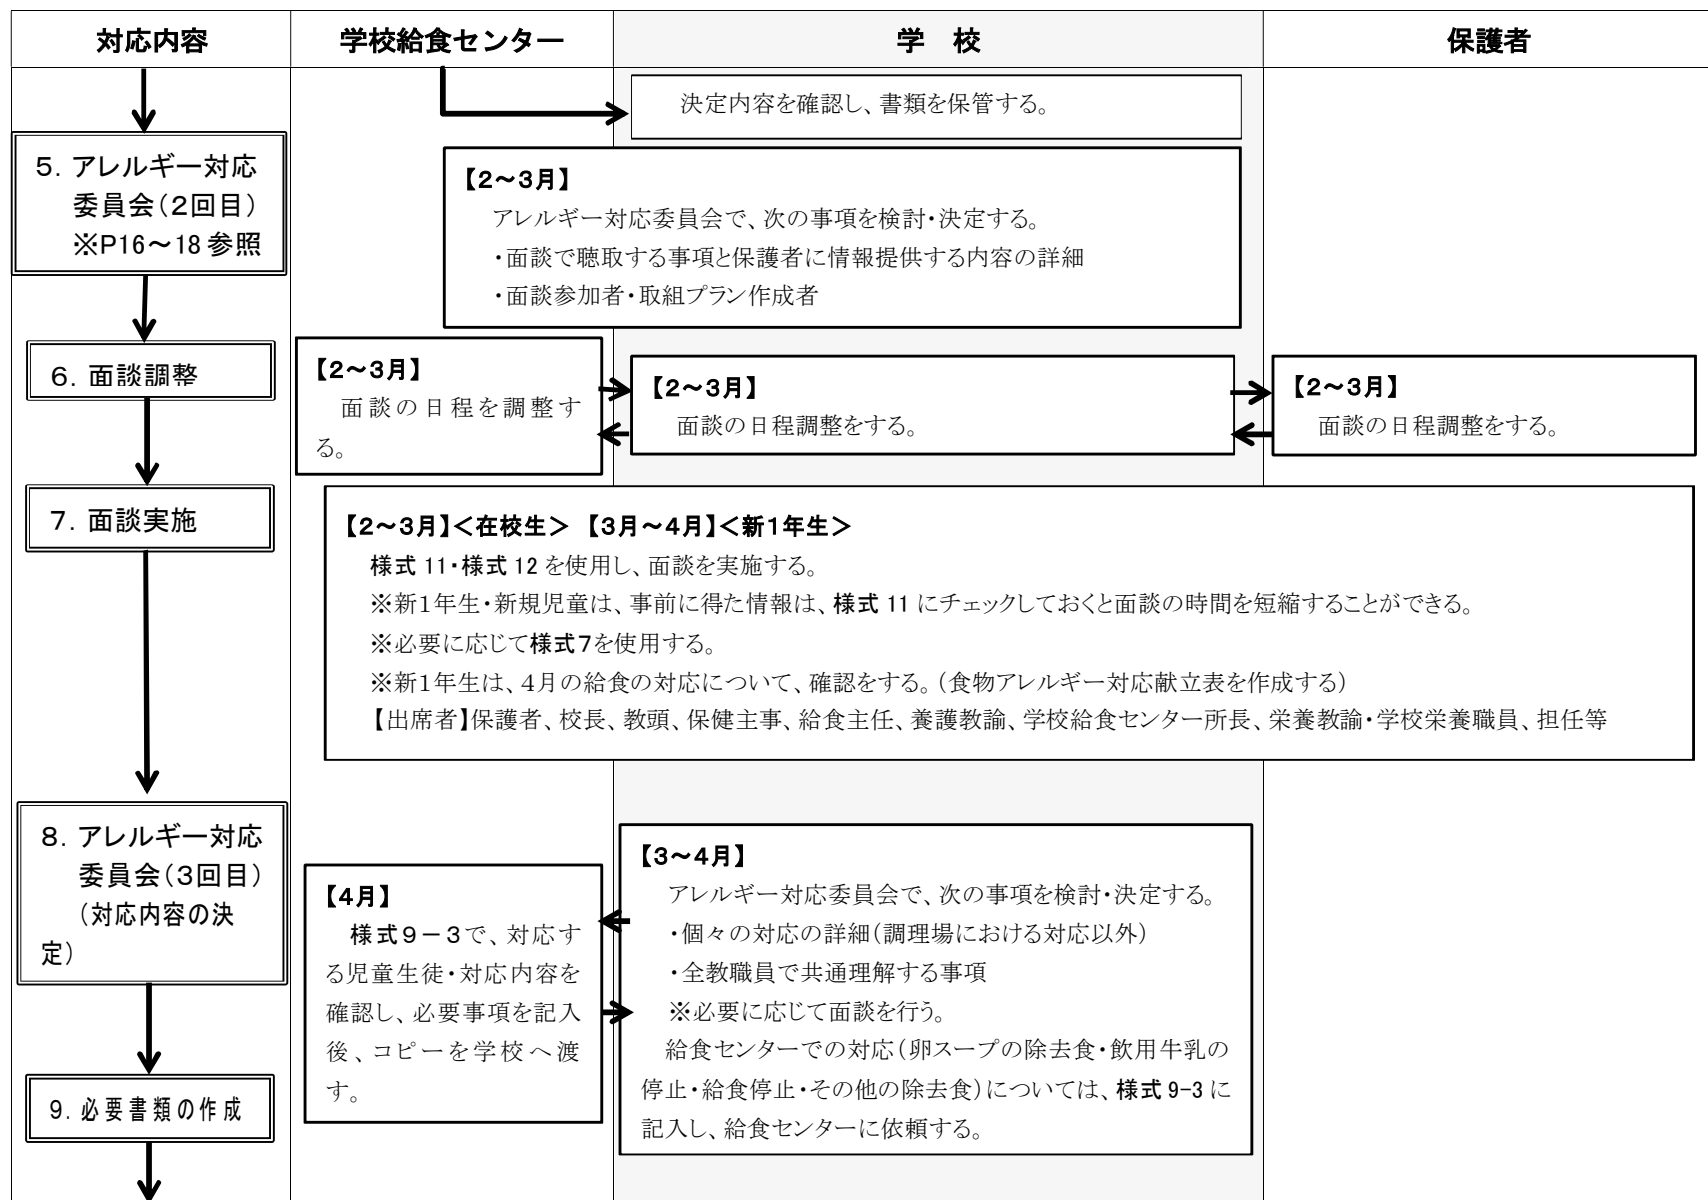 対応内容
学校給食センター
学　校
保護者
決定内容を確認し、書類を保管する。
５．アレルギー対応
委員会（２回目）
※P16～18 参照
【２～３月】
アレルギー対応委員会で、次の事項を検討・決定する。
・面談で聴取する事項と保護者に情報提供する内容の詳細
・面談参加者・取組プラン作成者
６．面談調整
【２～３月】
面談の日程を調整す
る。
【２～３月】
面談の日程調整をする。
【２～３月】
面談の日程調整をする。
７．面談実施
【２～３月】＜在校生＞ 【３月～４月】＜新１年生＞
様式 11・様式 12 を使用し、面談を実施する。
※新１年生・新規児童は、事前に得た情報は、様式 11 にチェックしておくと面談の時間を短縮することができる。
※必要に応じて様式７を使用する。
※新１年生は、４月の給食の対応について、確認をする。（食物アレルギー対応献立表を作成する）
【出席者】保護者、校長、教頭、保健主事、給食主任、養護教諭、学校給食センター所長、栄養教諭・学校栄養職員、担任等
８．アレルギー対応
委員会（３回目）
（対応内容の決
定）
【４月】
様式９－３で、対応す
る児童生徒・対応内容を
確認し、必要事項を記入
後、コピーを学校へ渡
す。
【３～４月】
アレルギー対応委員会で、次の事項を検討・決定する。
・個々の対応の詳細（調理場における対応以外）
・全教職員で共通理解する事項
※必要に応じて面談を行う。
給食センターでの対応（卵スープの除去食・飲用牛乳の
停止・給食停止・その他の除去食）については、様式 9-3 に
記入し、給食センターに依頼する。
９．必要書類の作成